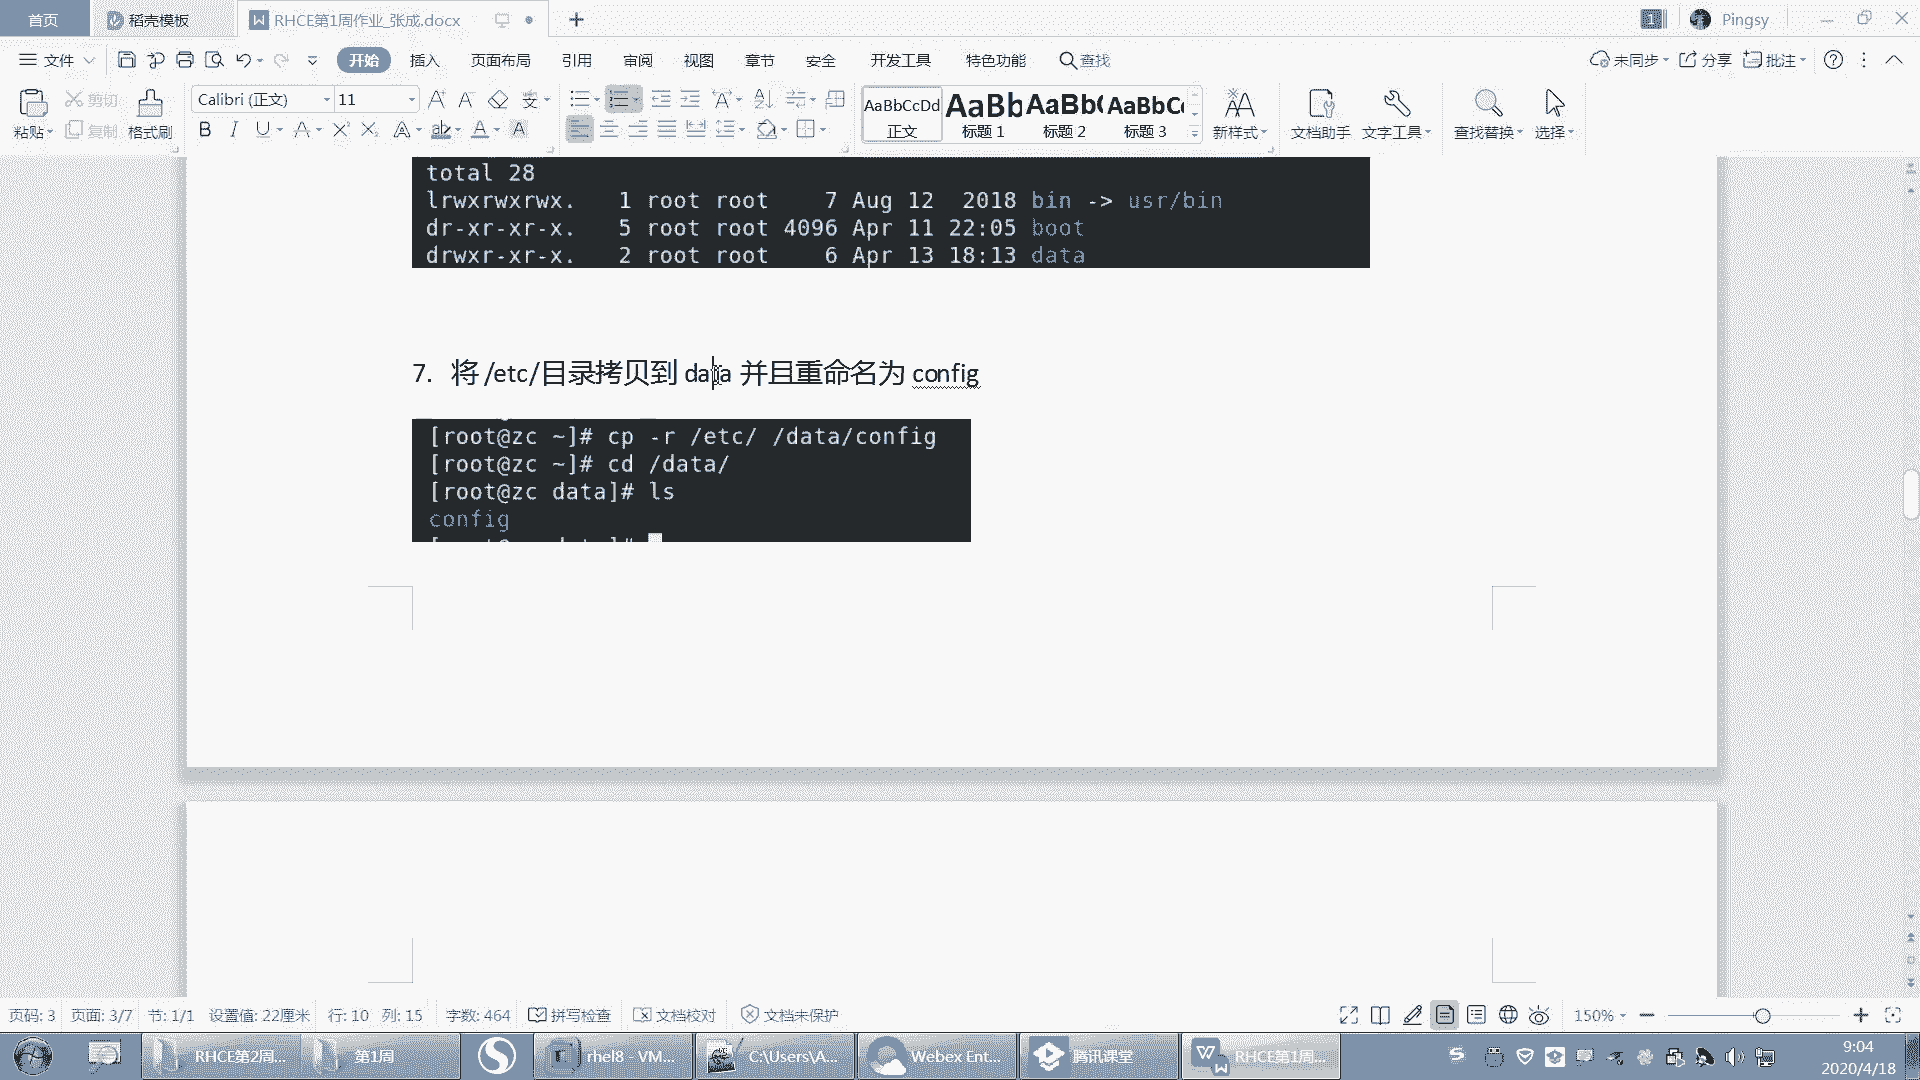 首页
稻壳模板
RHCE第1周作业_张成.docx
1
Pingsy
文件
开始
插入
页面布局
引用
审阅
视图
章节
安全
开发工具
特色功能
查找
未同步
分享
批注
粘贴
剪切
复制
格式刷
Calibri (正文)
11
AaBbCcDd
正文
AaBb
标题 1
AaBb(
标题 2
AaBbC
标题 3
新样式
文档助手
文字工具
查找替换
选择
total 28
lrwxrwxrwx. 1 root root 7 Aug 12 2018 bin -> usr/bin
dr-xr-xr-x. 5 root root 4096 Apr 11 22:05 boot
drwxr-xr-x. 2 root root 6 Apr 13 18:13 data
7. 将 /etc/目录拷贝到 data 并且重命名为 config
[root@zc ~]# cp -r /etc/ /data/config
[root@zc ~]# cd /data/
[root@zc data]# ls
config
页码: 3
页面: 3/7
节: 1/1
设置值: 22厘米
行: 10
列: 15
字数: 464
拼写检查
文档校对
文档未保护
150%
RHCE第2周...
第1周
rhel8 - VM...
C:\Users\A...
Webex Ent...
腾讯课堂
RHCE第1周...
9:04
2020/4/18